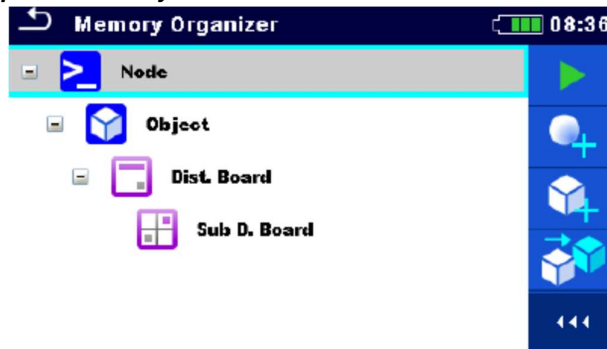 Memory Organizer 08:36
Node
Object
Dist. Board
Sub D. Board